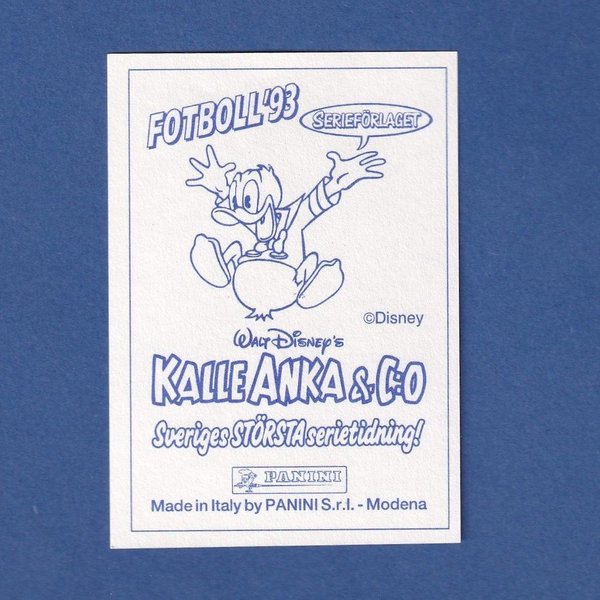 FOTBOLL'93
SERIEFÖRLAGET
©Disney
WALT DISNEY'S
KALLE ANKA & C:O
Sveriges STÖRSTA serietidning!
PANINI
Made in Italy by PANINI S.r.l. - Modena